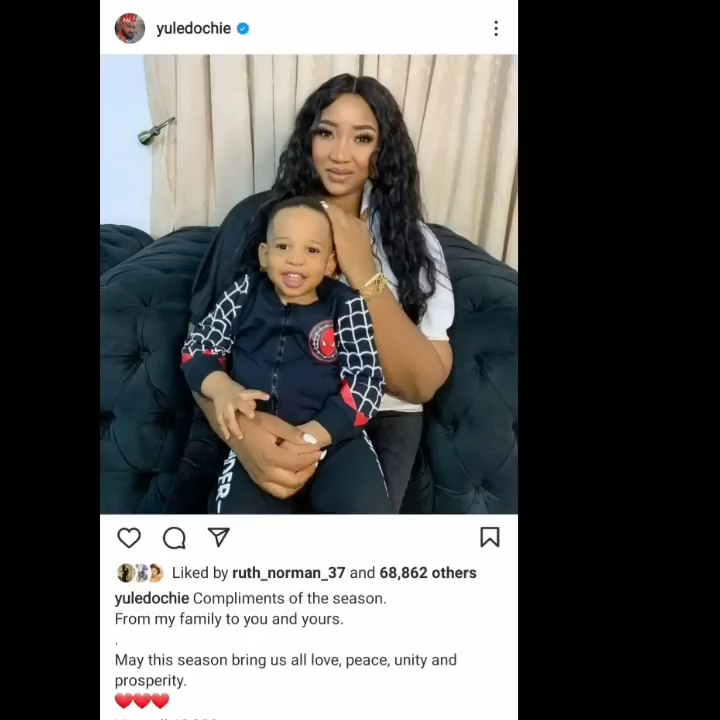 yuledochie
DER
Liked by ruth_norman_37 and 68,862 others
yuledochie Compliments of the season.
From my family to you and yours.
.
May this season bring us all love, peace, unity and
prosperity.
❤️❤️❤️